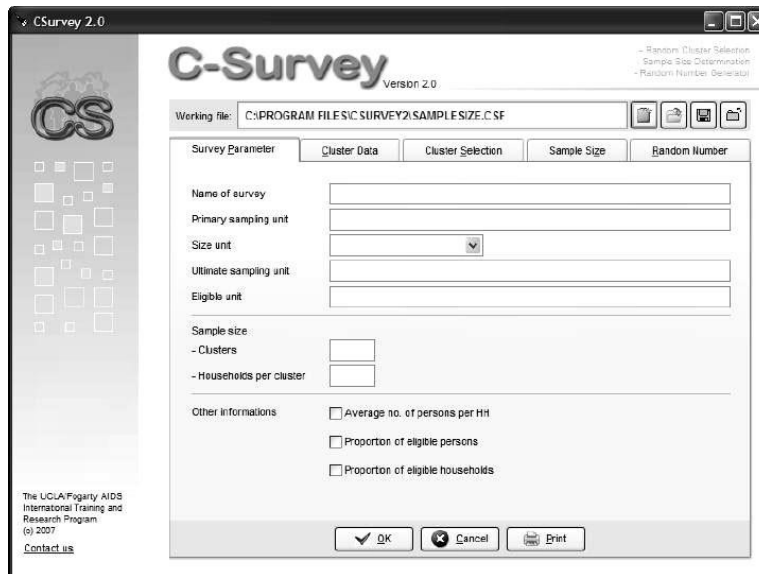 CSurvey 2.0
C-Survey
Version 2.0
- Random Cluster Selection
Sample Size Determination
- Random Number Generator
CS
Working file: C:\PROGRAM FILES\CSURVEY2\SAMPLESIZE.CSF
Survey Parameter Cluster Data Cluster Selection Sample Size Random Number
Name of survey
Primary sampling unit
Size unit
Ultimate sampling unit
Eligible unit
Sample size
- Clusters
- Households per cluster
Other informations
Average no. of persons per HH
Proportion of eligible persons
Proportion of eligible households
The UCLA/Fogarty AIDS
International Training and
Research Program
(c) 2007
Contact us
OK Cancel Print